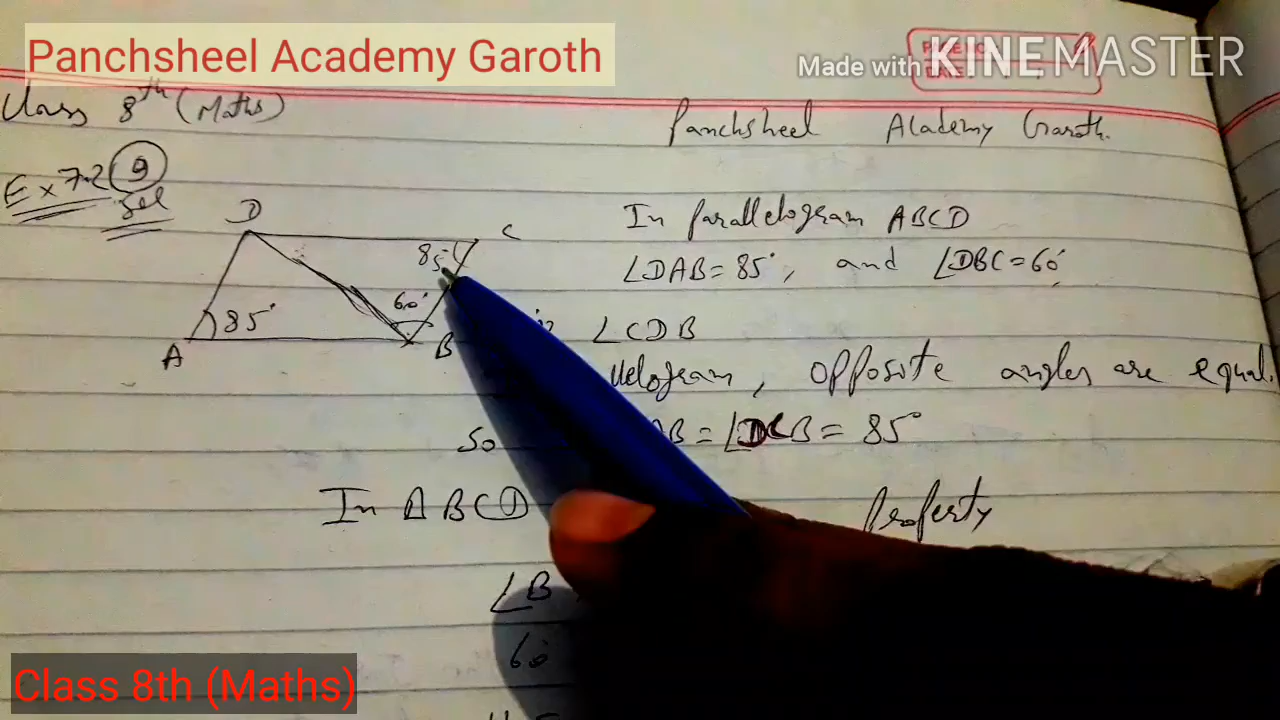 Panchsheel Academy Garoth
Made with KINEMASTER
Class 8th (Maths)
Panchsheel Academy Garoth.
Ex 7.2 9
Sol
D
C
85°
60°
85°
A
B
In parallelogram ABCD
∠DAB = 85°, and ∠DBC = 60°
∠CDB
opposite angles are equal.
So = ∠DCB = 85°
In ΔBCD Property
∠B
60
Class 8th (Maths)